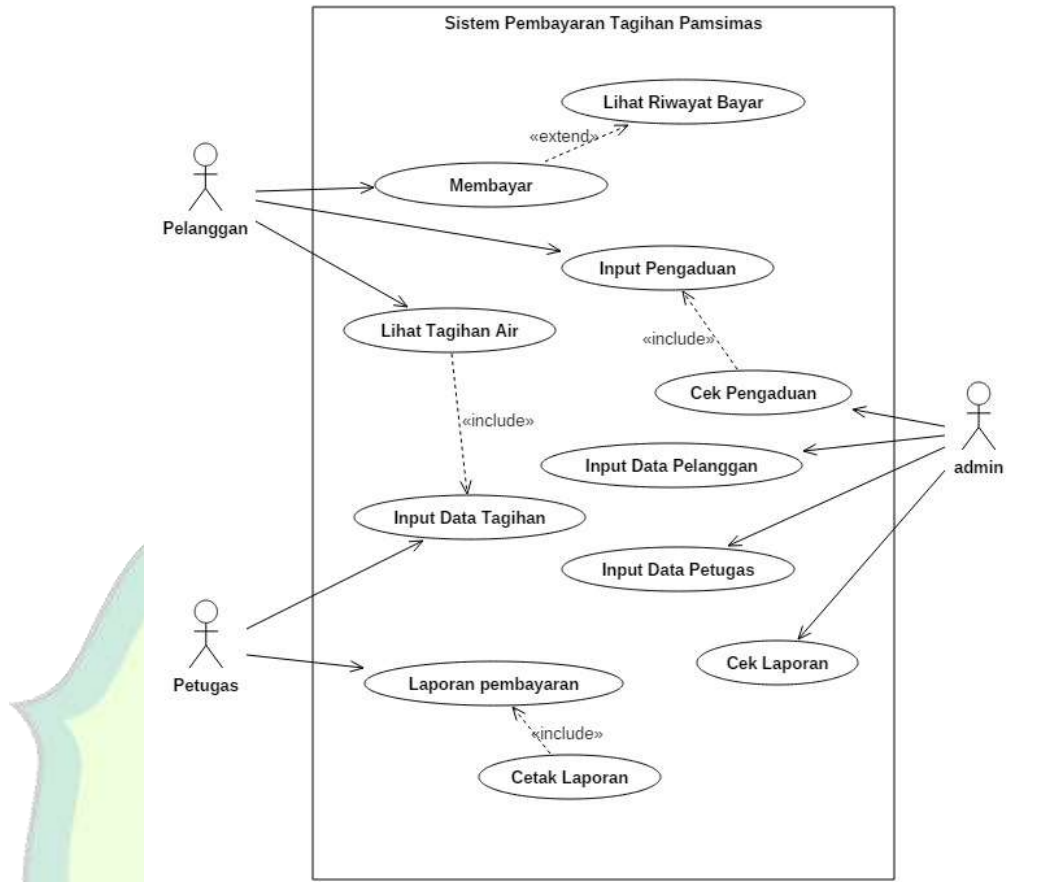 Sistem Pembayaran Tagihan Pamsimas
Lihat Riwayat Bayar
«extend»
Membayar
Pelanggan
Input Pengaduan
Lihat Tagihan Air
«include»
Cek Pengaduan
«include»
Input Data Pelanggan
admin
Input Data Tagihan
Input Data Petugas
Cek Laporan
Petugas
Laporan pembayaran
«include»
Cetak Laporan